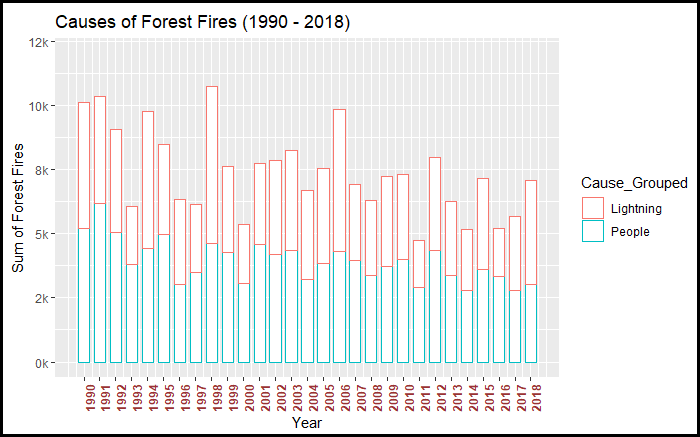 Causes of Forest Fires (1990 - 2018)
12k
10k
8k
5k
2k
0k
Sum of Forest Fires
1990 1991 1992 1993 1994 1995 1996 1997 1998 1999 2000 2001 2002 2003 2004 2005 2006 2007 2008 2009 2010 2011 2012 2013 2014 2015 2016 2017 2018
Year
Cause_Grouped
Lightning
People